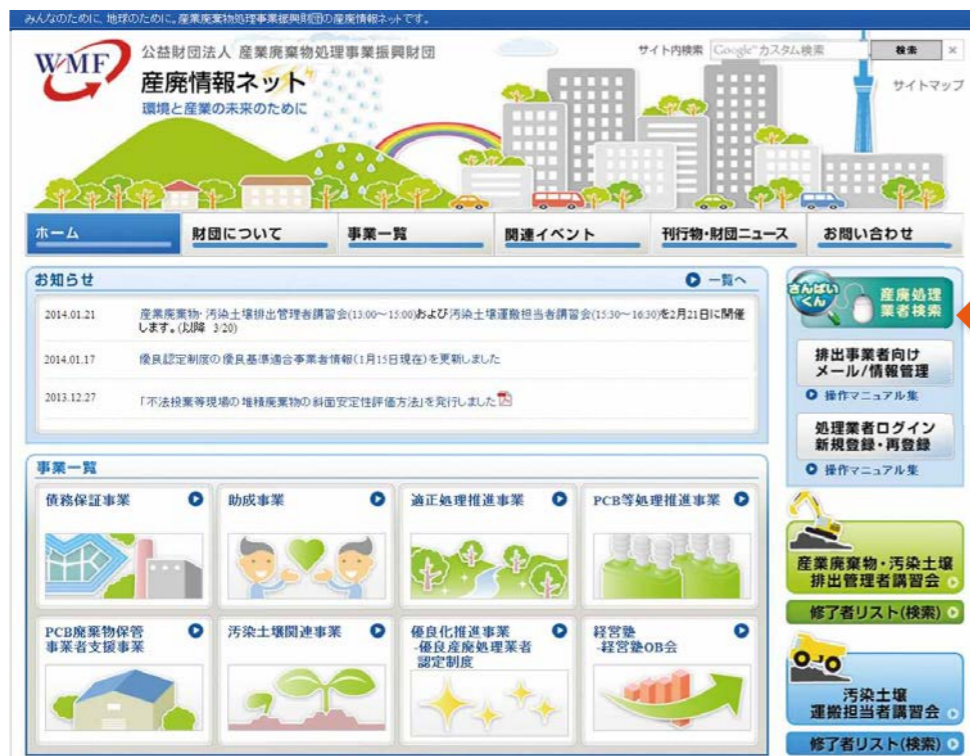 みんなのために、地球のために。産業廃棄物処理事業振興財団の産廃情報ネットです。
W/MF
公益財団法人 産業廃棄物処理事業振興財団
産廃情報ネット
環境と産業の未来のために
サイト内検索
Google™カスタム検索
検索
×
サイトマップ
ホーム
財団について
事業一覧
関連イベント
刊行物・財団ニュース
お問い合わせ
お知らせ
一覧へ
2014.01.21
産業廃棄物・汚染土壌排出管理者講習会(13:00～15:00)および汚染土壌運搬担当者講習会(15:30～16:30)を2月21日に開催
します。(以降 3/20)
2014.01.17
優良認定制度の優良基準適合事業者情報(1月15日現在)を更新しました
2013.12.27
「不法投棄等現場の堆積廃棄物の斜面安定性評価方法」を発行しました
事業一覧
債務保証事業
助成事業
適正処理推進事業
PCB等処理推進事業
PCB廃棄物保管
事業者支援事業
汚染土壌関連事業
優良化推進事業
-優良産廃処理業者
認定制度
経営塾
-経営塾OB会
さんぱい
くん
産廃処理
業者検索
排出事業者向け
メール/情報管理
操作マニュアル集
処理業者ログイン
新規登録・再登録
操作マニュアル集
産業廃棄物・汚染土壌
排出管理者講習会
修了者リスト(検索)
汚染土壌
運搬担当者講習会
修了者リスト(検索)